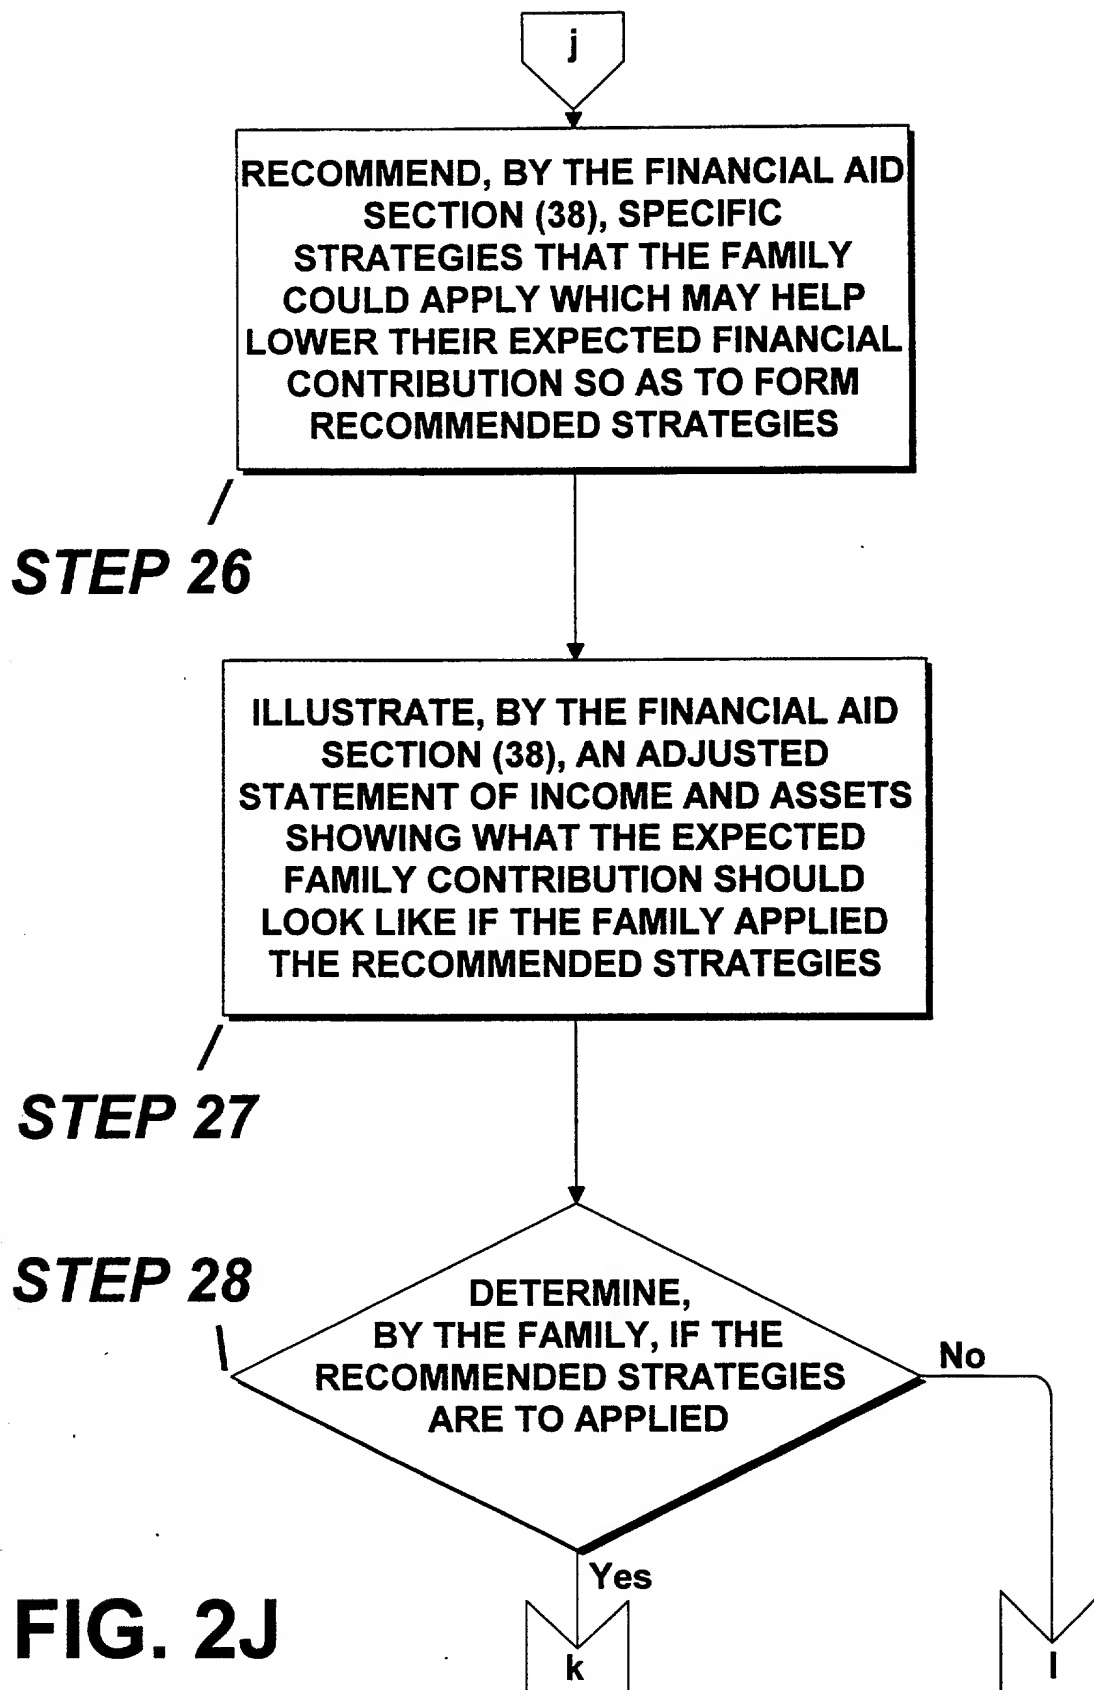 j
RECOMMEND, BY THE FINANCIAL AID
SECTION (38), SPECIFIC
STRATEGIES THAT THE FAMILY
COULD APPLY WHICH MAY HELP
LOWER THEIR EXPECTED FINANCIAL
CONTRIBUTION SO AS TO FORM
RECOMMENDED STRATEGIES
STEP 26
ILLUSTRATE, BY THE FINANCIAL AID
SECTION (38), AN ADJUSTED
STATEMENT OF INCOME AND ASSETS
SHOWING WHAT THE EXPECTED
FAMILY CONTRIBUTION SHOULD
LOOK LIKE IF THE FAMILY APPLIED
THE RECOMMENDED STRATEGIES
STEP 27
STEP 28
DETERMINE,
BY THE FAMILY, IF THE
RECOMMENDED STRATEGIES
ARE TO APPLIED
No
Yes
FIG. 2J
k
l